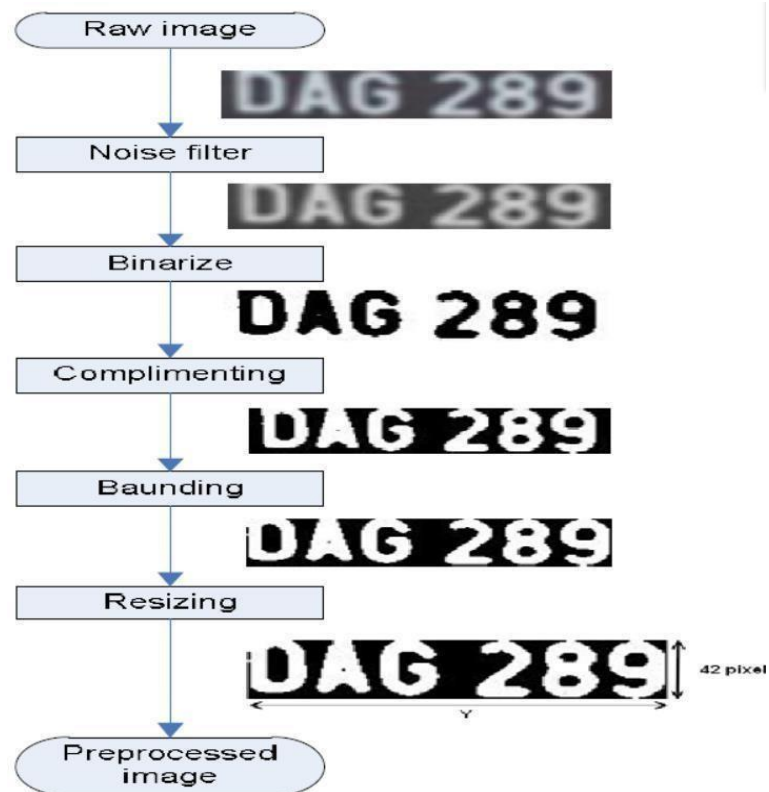 Raw image
DAG 289
Noise filter
DAG 289
Binarize
DAG 289
Complimenting
DAG 289
Baunding
DAG 289
Resizing
DAG 289
42 pixel
Y
Preprocessed
image